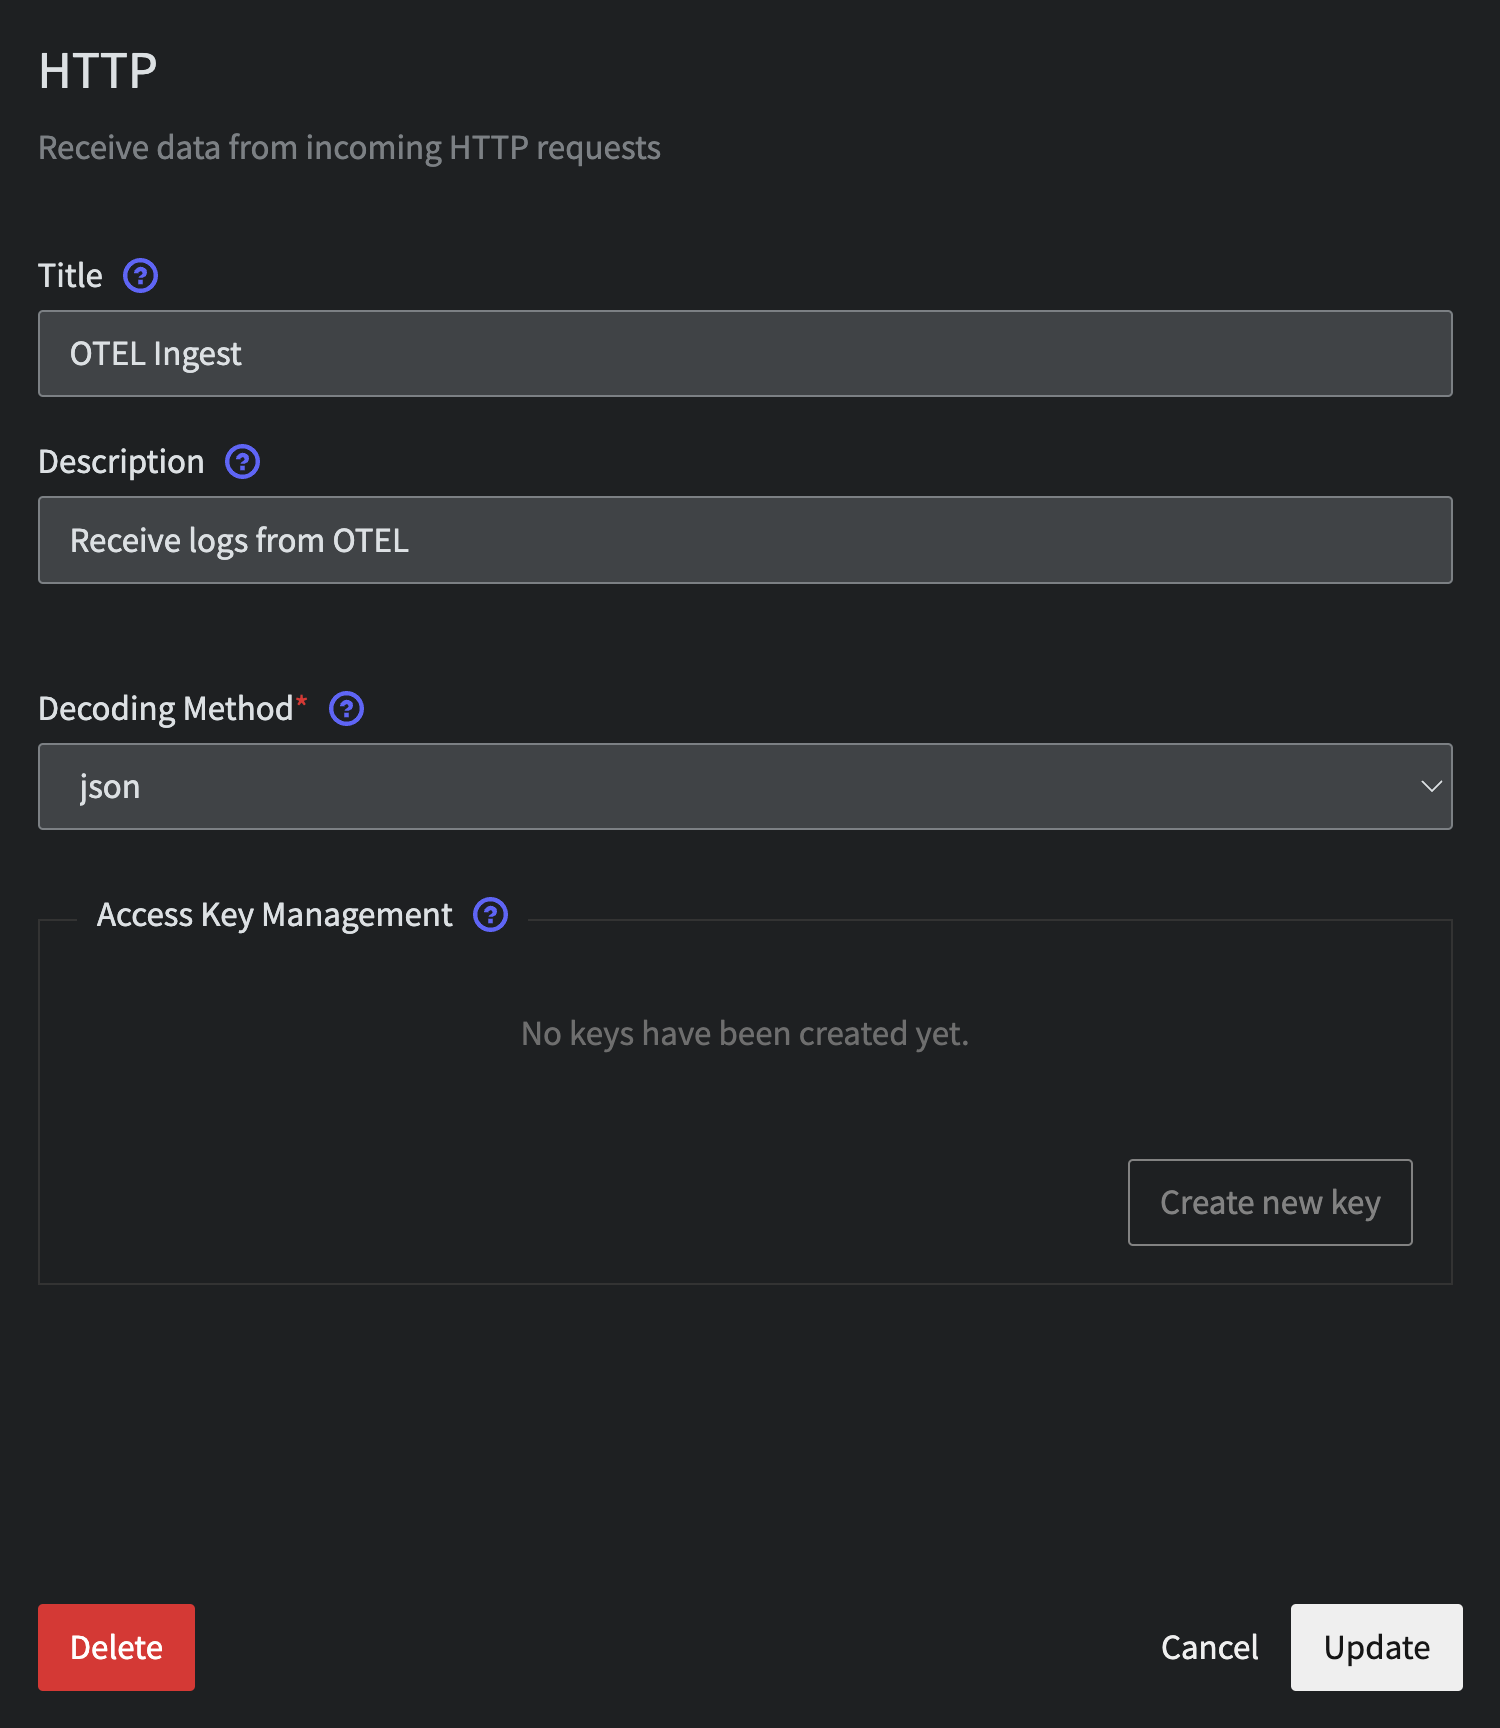 HTTP
Receive data from incoming HTTP requests
Title
OTEL Ingest
Description
Receive logs from OTEL
Decoding Method*
json
Access Key Management
No keys have been created yet.
Create new key
Delete
Cancel
Update